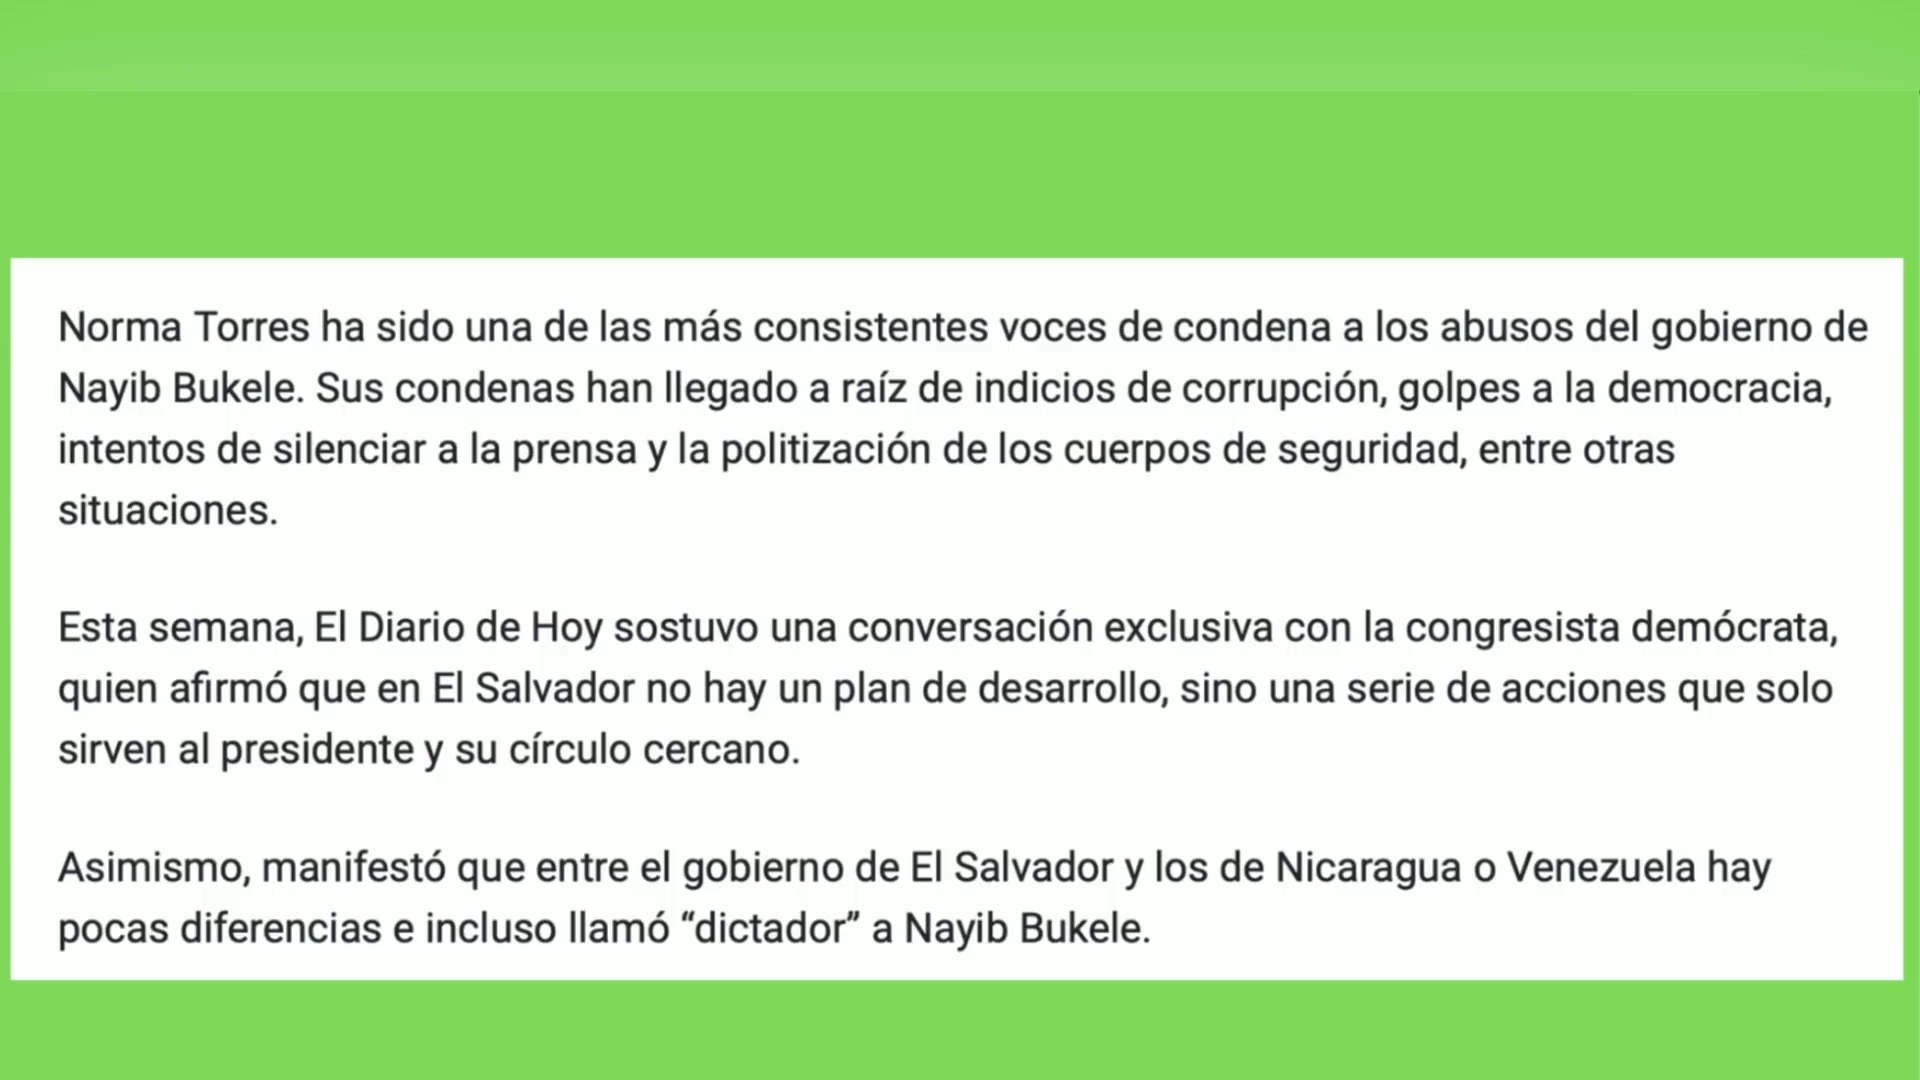 Norma Torres ha sido una de las más consistentes voces de condena a los abusos del gobierno de
Nayib Bukele. Sus condenas han llegado a raíz de indicios de corrupción, golpes a la democracia,
intentos de silenciar a la prensa y la politización de los cuerpos de seguridad, entre otras
situaciones.
Esta semana, El Diario de Hoy sostuvo una conversación exclusiva con la congresista demócrata,
quien afirmó que en El Salvador no hay un plan de desarrollo, sino una serie de acciones que solo
sirven al presidente y su círculo cercano.
Asimismo, manifestó que entre el gobierno de El Salvador y los de Nicaragua o Venezuela hay
pocas diferencias e incluso llamó “dictador” a Nayib Bukele.